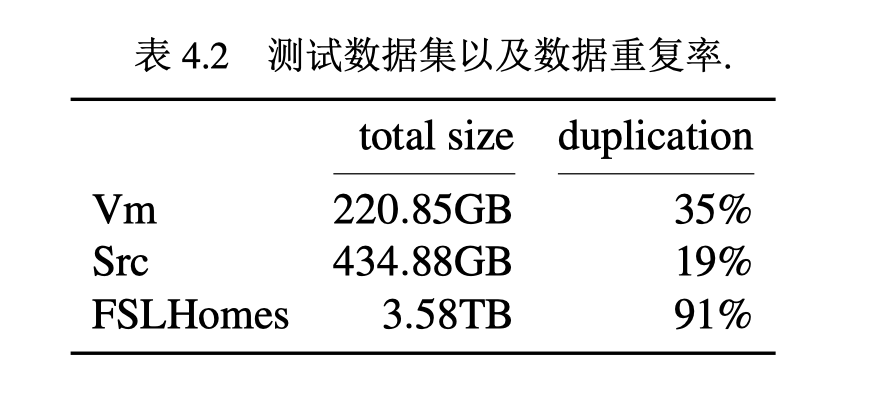 表 4.2 测试数据集以及数据重复率.
total size duplication
Vm 220.85GB 35%
Src 434.88GB 19%
FSLHomes 3.58TB 91%